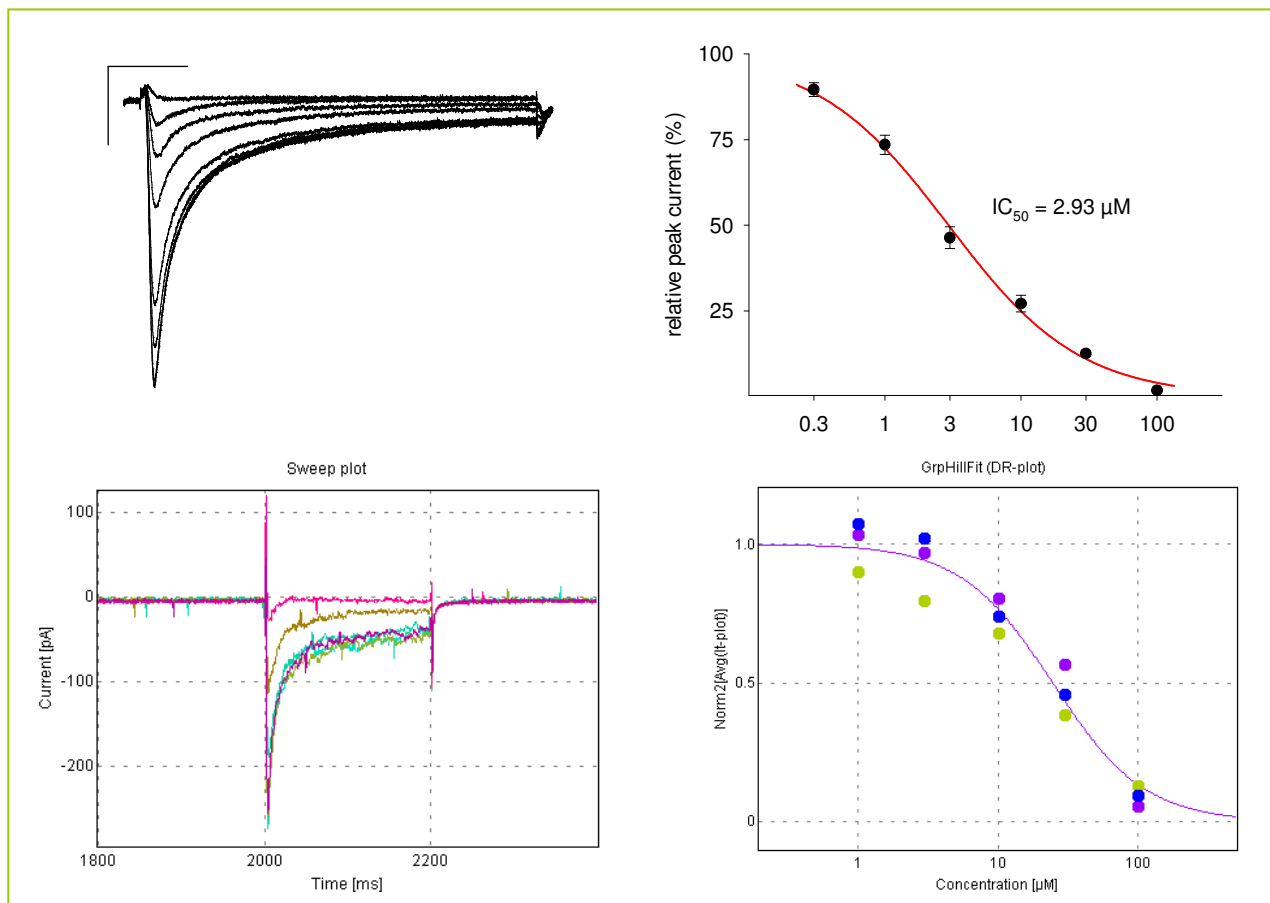 100
75
50
25
relative peak current (%)
IC50 = 2.93 µM
0.3 1 3 10 30 100
Sweep plot
100
0
-100
-200
Current [pA]
1800 2000 2200
Time [ms]
GrpHillFit (DR-plot)
1.0
0.5
0
Norm2[Avg(It-plot)]
1 10 100
Concentration [µM]